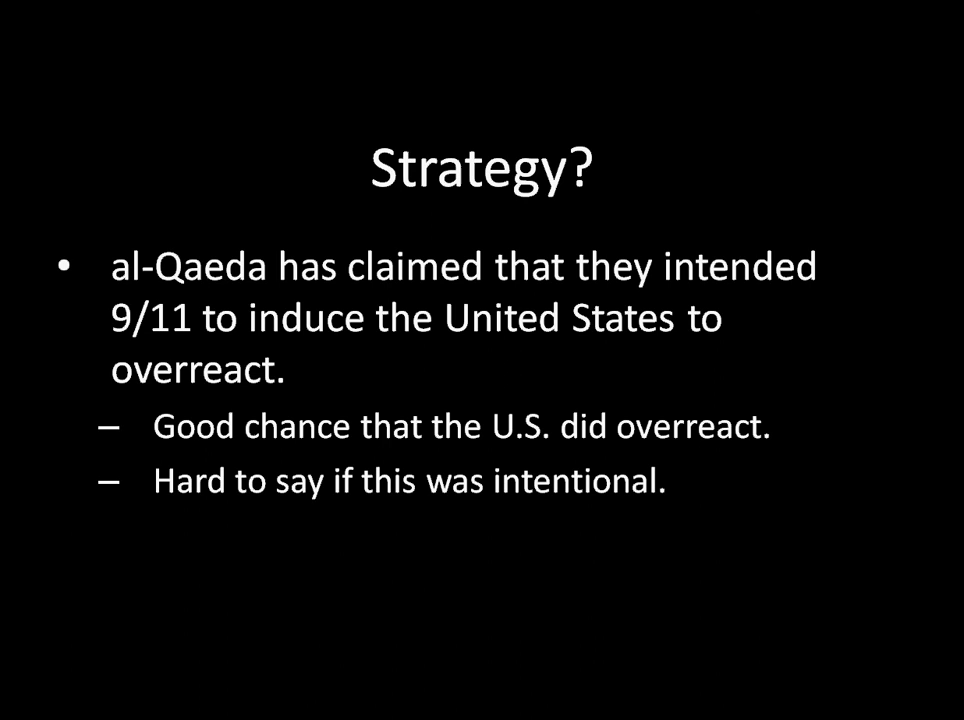 Strategy?
• al-Qaeda has claimed that they intended
9/11 to induce the United States to
overreact.
– Good chance that the U.S. did overreact.
– Hard to say if this was intentional.